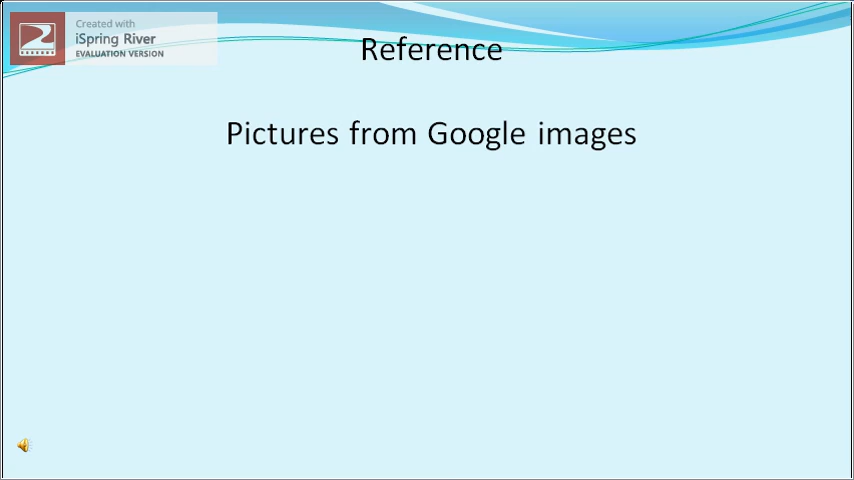 Created with
iSpring River
EVALUATION VERSION
Reference
Pictures from Google images